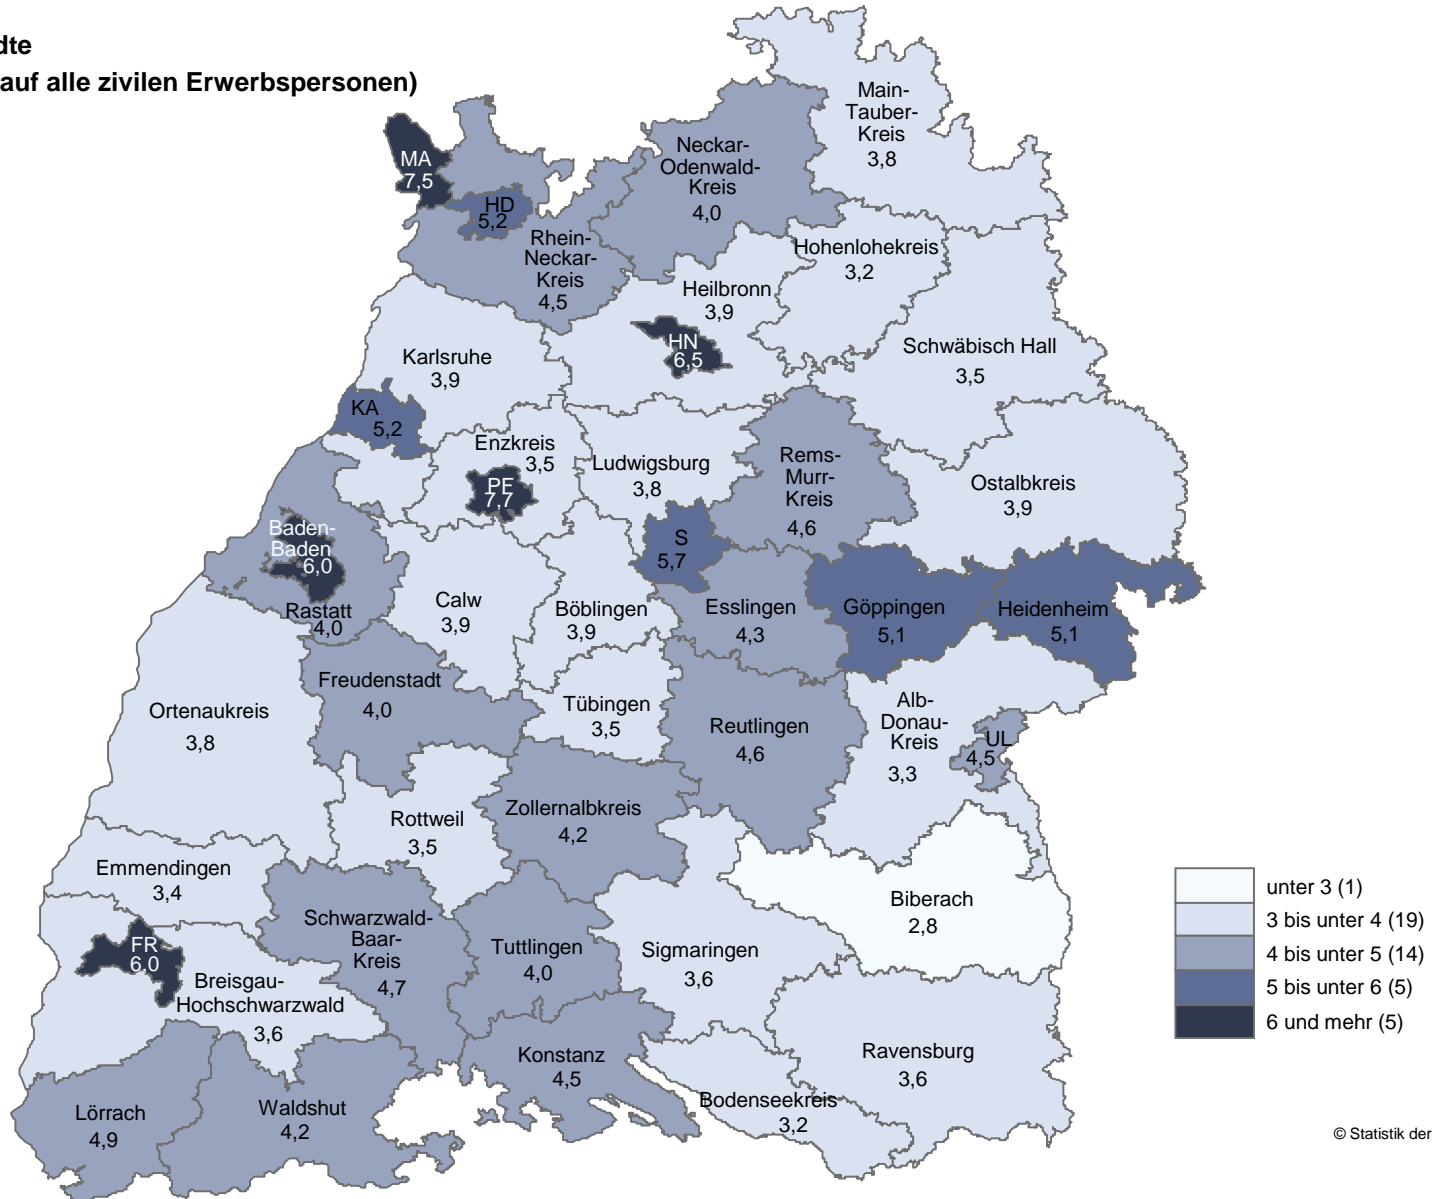 dte
auf alle zivilen Erwerbspersonen)
Main-
Tauber-
Kreis
3,8
MA
7,5
Neckar-
Odenwald-
Kreis
4,0
HD
5,2
Rhein-
Neckar-
Kreis
4,5
Hohenlohekreis
3,2
Heilbronn
3,9
HN
6,5
Schwäbisch Hall
3,5
Karlsruhe
3,9
KA
5,2
Enzkreis
3,5
PF
7,7
Ludwigsburg
3,8
Rems-
Murr-
Kreis
4,6
Ostalbkreis
3,9
Baden-
Baden
6,0
S
5,7
Rastatt
4,0
Calw
3,9
Böblingen
3,9
Esslingen
4,3
Göppingen
5,1
Heidenheim
5,1
Freudenstadt
4,0
Ortenaukreis
3,8
Tübingen
3,5
Reutlingen
4,6
Alb-
Donau-
Kreis
3,3
UL
4,5
Rottweil
3,5
Zollernalbkreis
4,2
Emmendingen
3,4
Biberach
2,8
Schwarzwald-
Baar-
Kreis
4,7
Tuttlingen
4,0
Sigmaringen
3,6
FR
6,0
Breisgau-
Hochschwarzwald
3,6
Konstanz
4,5
Ravensburg
3,6
Bodenseekreis
3,2
Lörrach
4,9
Waldshut
4,2
unter 3 (1)
3 bis unter 4 (19)
4 bis unter 5 (14)
5 bis unter 6 (5)
6 und mehr (5)
© Statistik der